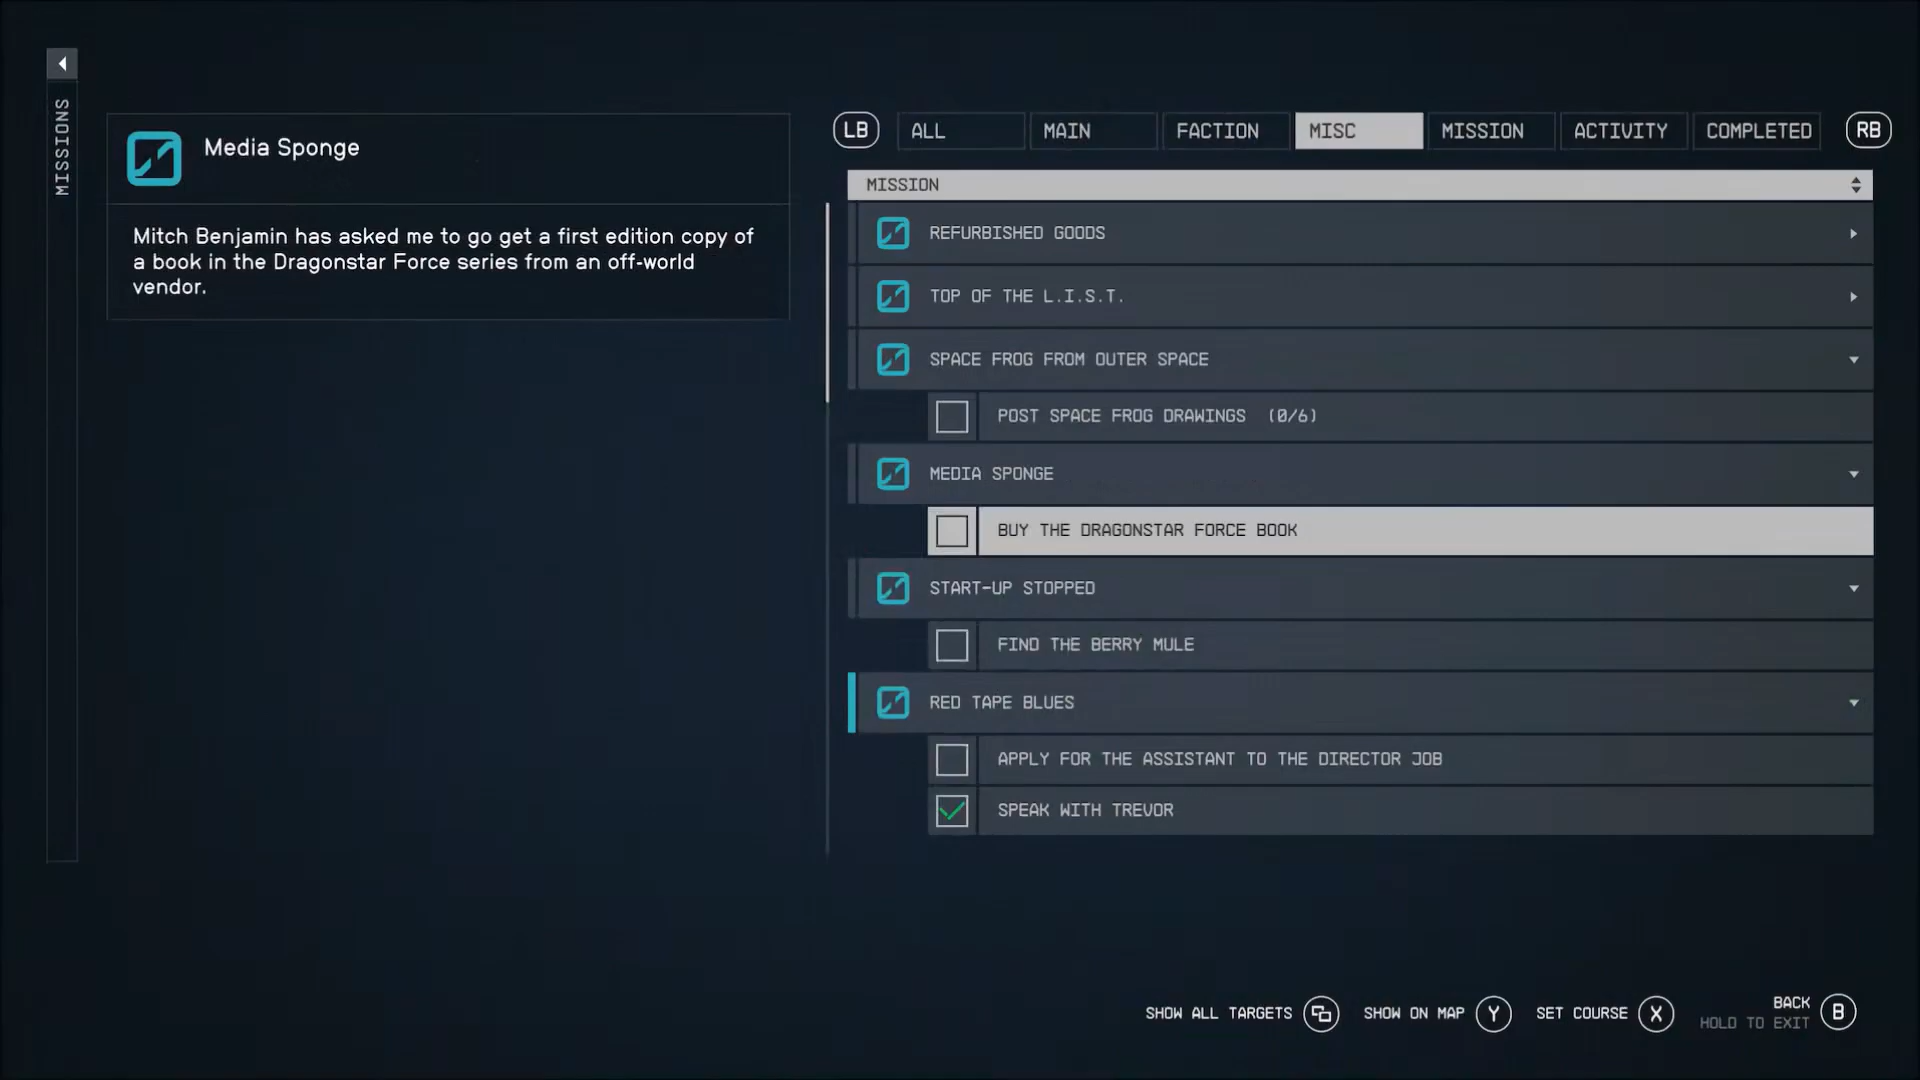 MISSIONS
Media Sponge
Mitch Benjamin has asked me to go get a first edition copy of
a book in the Dragonstar Force series from an off-world
vendor.
LB ALL MAIN FACTION MISC MISSION ACTIVITY COMPLETED RB
MISSION
REFURBISHED GOODS
TOP OF THE L.I.S.T.
SPACE FROG FROM OUTER SPACE
POST SPACE FROG DRAWINGS (0/6)
MEDIA SPONGE
BUY THE DRAGONSTAR FORCE BOOK
START-UP STOPPED
FIND THE BERRY MULE
RED TAPE BLUES
APPLY FOR THE ASSISTANT TO THE DIRECTOR JOB
SPEAK WITH TREVOR
SHOW ALL TARGETS SHOW ON MAP Y SET COURSE X BACK B
HOLD TO EXIT